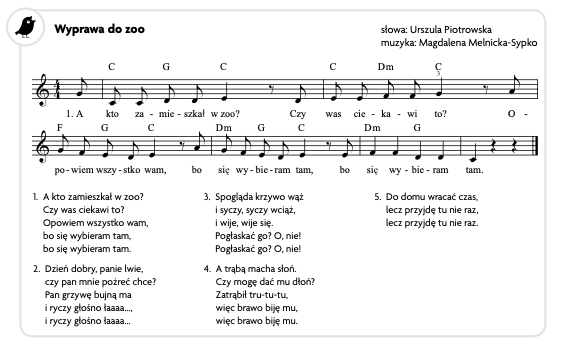 Wyprawa do zoo
słowa: Urszula Piotrowska
muzyka: Magdalena Melnicka-Sypko
C G C C Dm C
4 4
3
1. A kto za - mie - szkał w zoo? Czy was cie - ka - wi to? O -
F G C Dm G C Dm G
po - wiem wszy - stko wam, bo się wy - bie - ram tam, bo się wy - bie - ram tam.
1. A kto zamieszkał w zoo?
Czy was ciekawi to?
Opowiem wszystko wam,
bo się wybieram tam,
bo się wybieram tam.
2. Dzień dobry, panie lwie,
czy pan mnie pożreć chce?
Pan grzywę bujną ma
i ryczy głośno łaaaa...,
i ryczy głośno łaaaa...
3. Spogląda krzywo wąż
i syczy, syczy wciąż,
i wije, wije się.
Pogłaskać go? O, nie!
Pogłaskać go? O, nie!
4. A trąbą macha słoń.
Czy mogę dać mu dłoń?
Zatrąbił tru-tu-tu,
więc brawo biję mu,
więc brawo biję mu.
5. Do domu wracać czas,
lecz przyjdę tu nie raz,
lecz przyjdę tu nie raz.